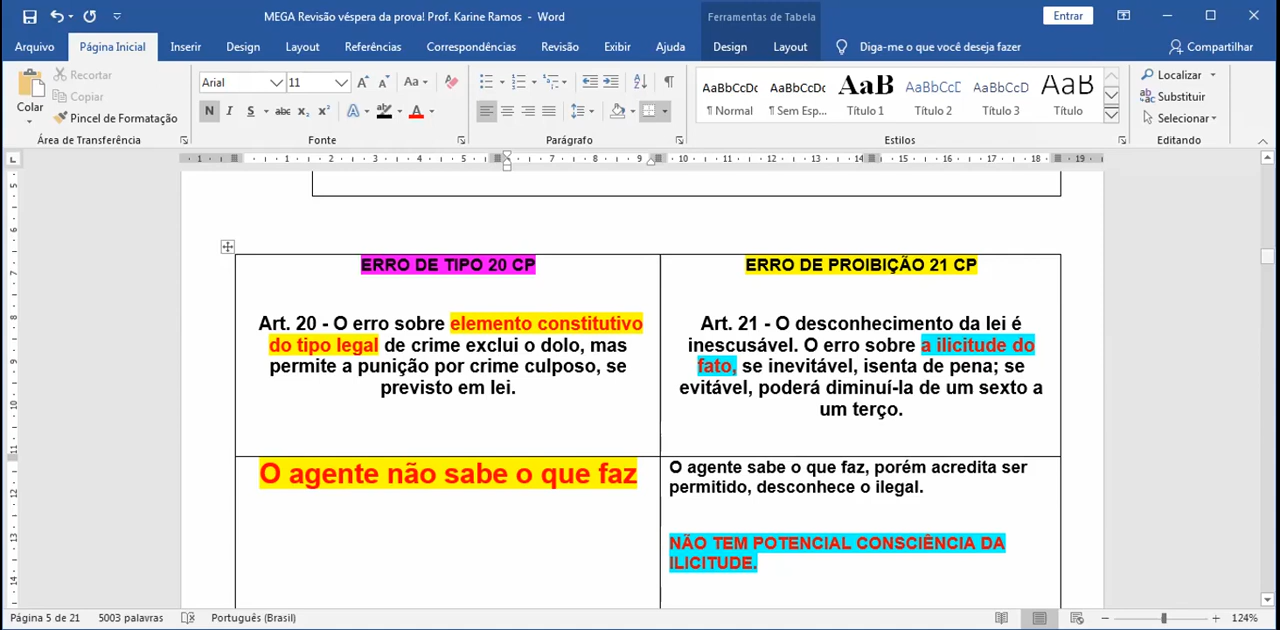 MEGA Revisão véspera da prova! Prof. Karine Ramos - Word
Ferramentas de Tabela
Entrar
Arquivo Página Inicial Inserir Design Layout Referências Correspondências Revisão Exibir Ajuda Design Layout Diga-me o que você deseja fazer Compartilhar
Colar
Recortar
Copiar
Pincel de Formatação
Área de Transferência
Arial 11
Fonte
Parágrafo
AaBbCcDc AaBbCcDc AaB AaBbCcD AaBbCcD AaB
¶ Normal ¶ Sem Esp... Título 1 Título 2 Título 3 Título
Estilos
Localizar
Substituir
Selecionar
Editando
ERRO DE TIPO 20 CP
Art. 20 - O erro sobre elemento constitutivo
do tipo legal de crime exclui o dolo, mas
permite a punição por crime culposo, se
previsto em lei.
ERRO DE PROIBIÇÃO 21 CP
Art. 21 - O desconhecimento da lei é
inescusável. O erro sobre a ilicitude do
fato, se inevitável, isenta de pena; se
evitável, poderá diminuí-la de um sexto a
um terço.
O agente não sabe o que faz
O agente sabe o que faz, porém acredita ser
permitido, desconhece o ilegal.
NÃO TEM POTENCIAL CONSCIÊNCIA DA
ILICITUDE.
Página 5 de 21 5003 palavras Português (Brasil) 124%